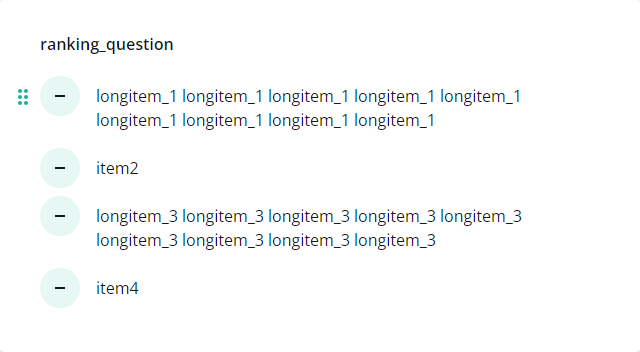 ranking_question
– longitem_1 longitem_1 longitem_1 longitem_1 longitem_1
longitem_1 longitem_1 longitem_1 longitem_1
– item2
– longitem_3 longitem_3 longitem_3 longitem_3 longitem_3
longitem_3 longitem_3 longitem_3 longitem_3
– item4